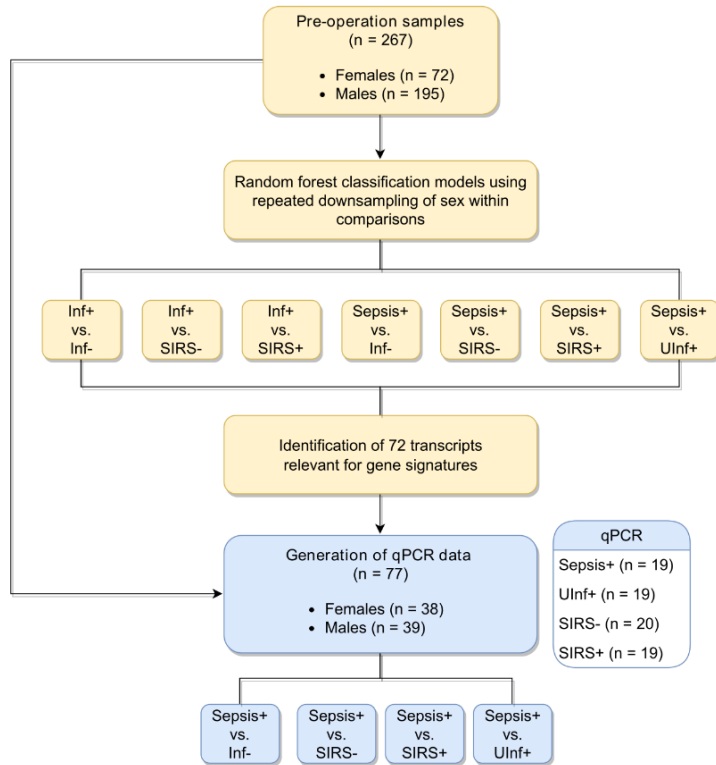 Pre-operation samples
(n = 267)
• Females (n = 72)
• Males (n = 195)
Random forest classification models using
repeated downsampling of sex within
comparisons
Inf+
vs.
Inf-
Inf+
vs.
SIRS-
Inf+
vs.
SIRS+
Sepsis+
vs.
Inf-
Sepsis+
vs.
SIRS-
Sepsis+
vs.
SIRS+
Sepsis+
vs.
UInf+
Identification of 72 transcripts
relevant for gene signatures
Generation of qPCR data
(n = 77)
• Females (n = 38)
• Males (n = 39)
qPCR
Sepsis+ (n = 19)
UInf+ (n = 19)
SIRS- (n = 20)
SIRS+ (n = 19)
Sepsis+
vs.
Inf-
Sepsis+
vs.
SIRS-
Sepsis+
vs.
SIRS+
Sepsis+
vs.
UInf+